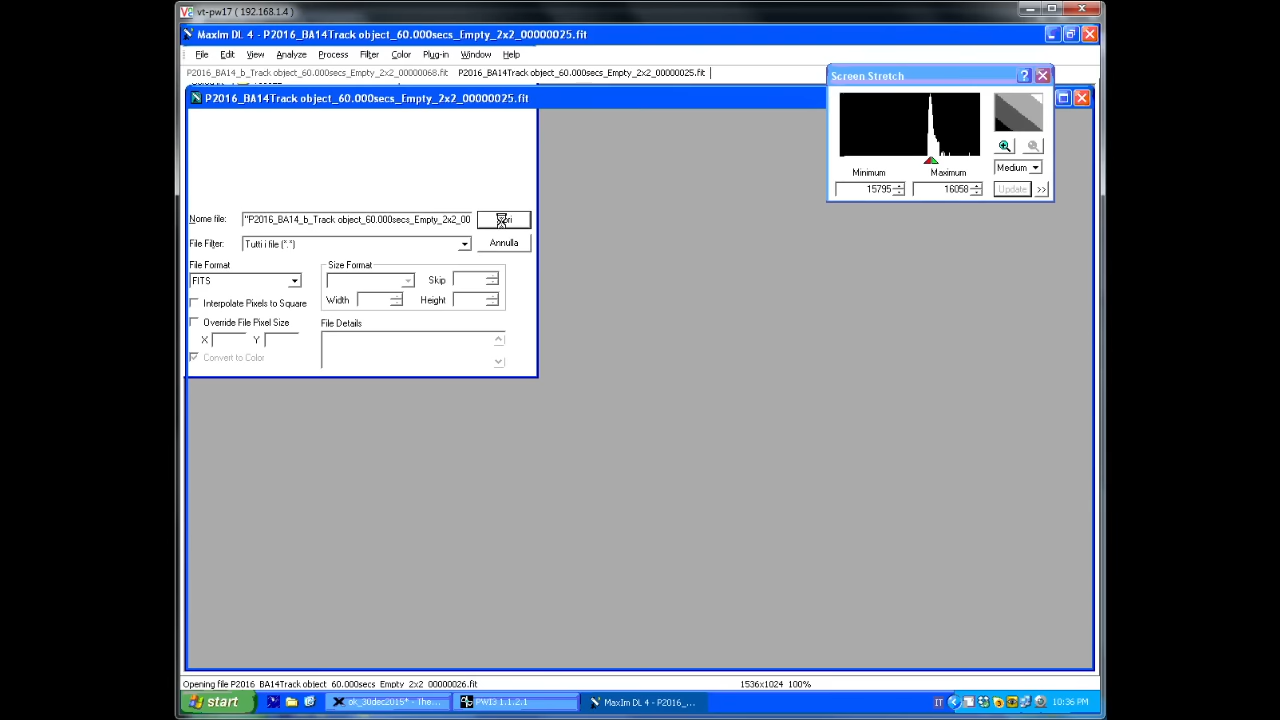 vt-pw17 ( 192.168.1.4 )
MaxIm DL 4 - P2016_BA14Track object_60.000secs_Empty_2x2_00000025.fit
File Edit View Analyze Process Filter Color Plug-in Window Help
P2016_BA14_b_Track object_60.000secs_Empty_2x2_00000068.fit P2016_BA14Track object_60.000secs_Empty_2x2_00000025.fit
Screen Stretch
P2016_BA14Track object_60.000secs_Empty_2x2_00000025.fit
Minimum Maximum
Medium
15795 16058 Update >>
Nome file: "P2016_BA14_b_Track object_60.000secs_Empty_2x2_00
File Filter: Tutti i file (*.*) Annulla
File Format Size Format
FITS Skip
Interpolate Pixels to Square Width Height
Override File Pixel Size File Details
X Y
Convert to Color
Opening file P2016_BA14Track object_60.000secs_Empty_2x2_00000026.fit 1536x1024 100%
start ok_30dec2015* - The... PWI3 1.1.2.1 MaxIm DL 4 - P2016_... IT 10:36 PM